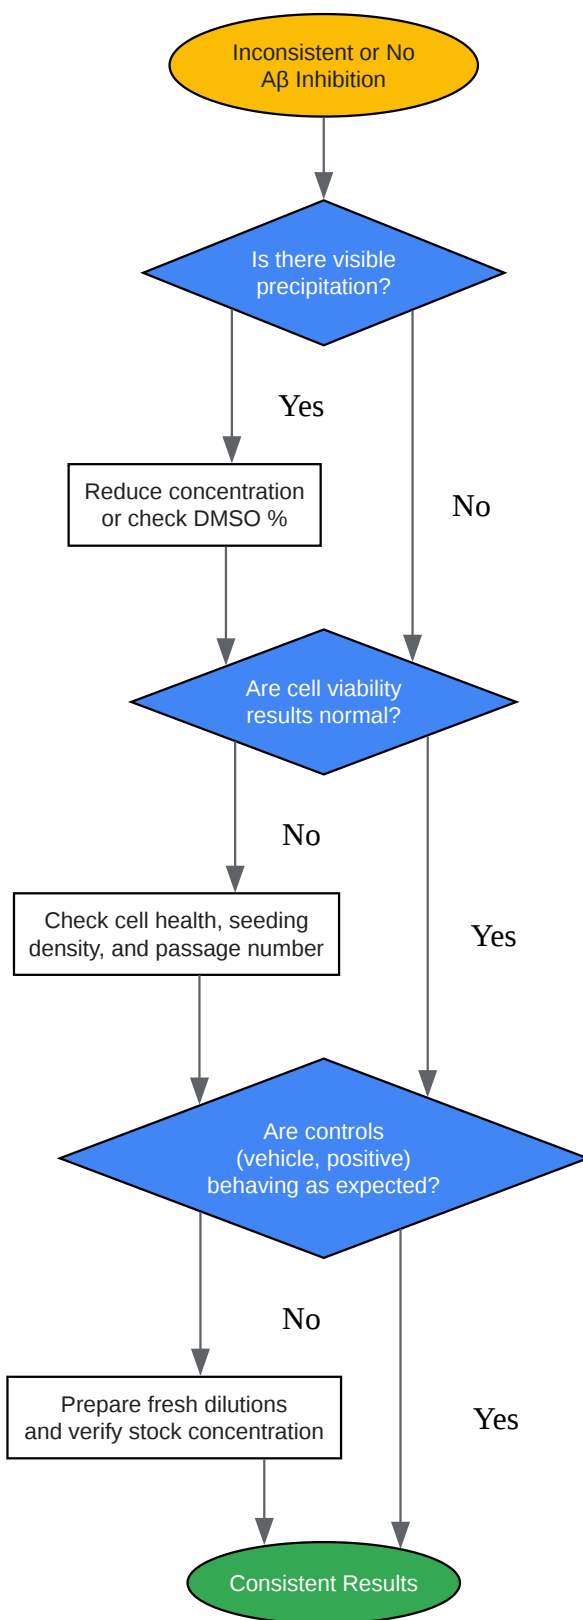 Inconsistent or No
Aβ Inhibition
Is there visible
precipitation?
Yes
Reduce concentration
or check DMSO %
No
Are cell viability
results normal?
No
Check cell health, seeding
density, and passage number
Yes
Are controls
(vehicle, positive)
behaving as expected?
No
Prepare fresh dilutions
and verify stock concentration
Yes
Consistent Results